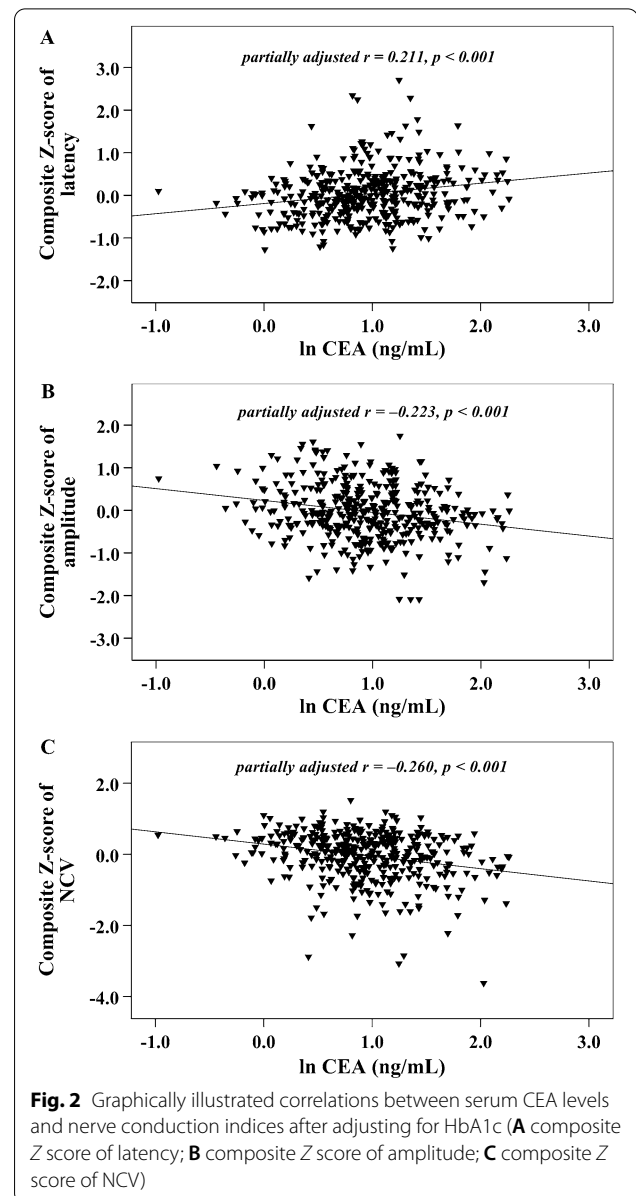 A
partially adjusted r = 0.211, p < 0.001
Composite Z-score of
latency
3.0
2.0
1.0
0.0
-1.0
-2.0
-1.0 0.0 1.0 2.0 3.0
ln CEA (ng/mL)
B
partially adjusted r = –0.223, p < 0.001
Composite Z-score of
amplitude
2.0
1.0
0.0
-1.0
-2.0
-3.0
-1.0 0.0 1.0 2.0 3.0
ln CEA (ng/mL)
C
partially adjusted r = –0.260, p < 0.001
Composite Z-score of
NCV
2.0
0.0
-2.0
-4.0
-1.0 0.0 1.0 2.0 3.0
ln CEA (ng/mL)
Fig. 2 Graphically illustrated correlations between serum CEA levels
and nerve conduction indices after adjusting for HbA1c (A composite
Z score of latency; B composite Z score of amplitude; C composite Z
score of NCV)